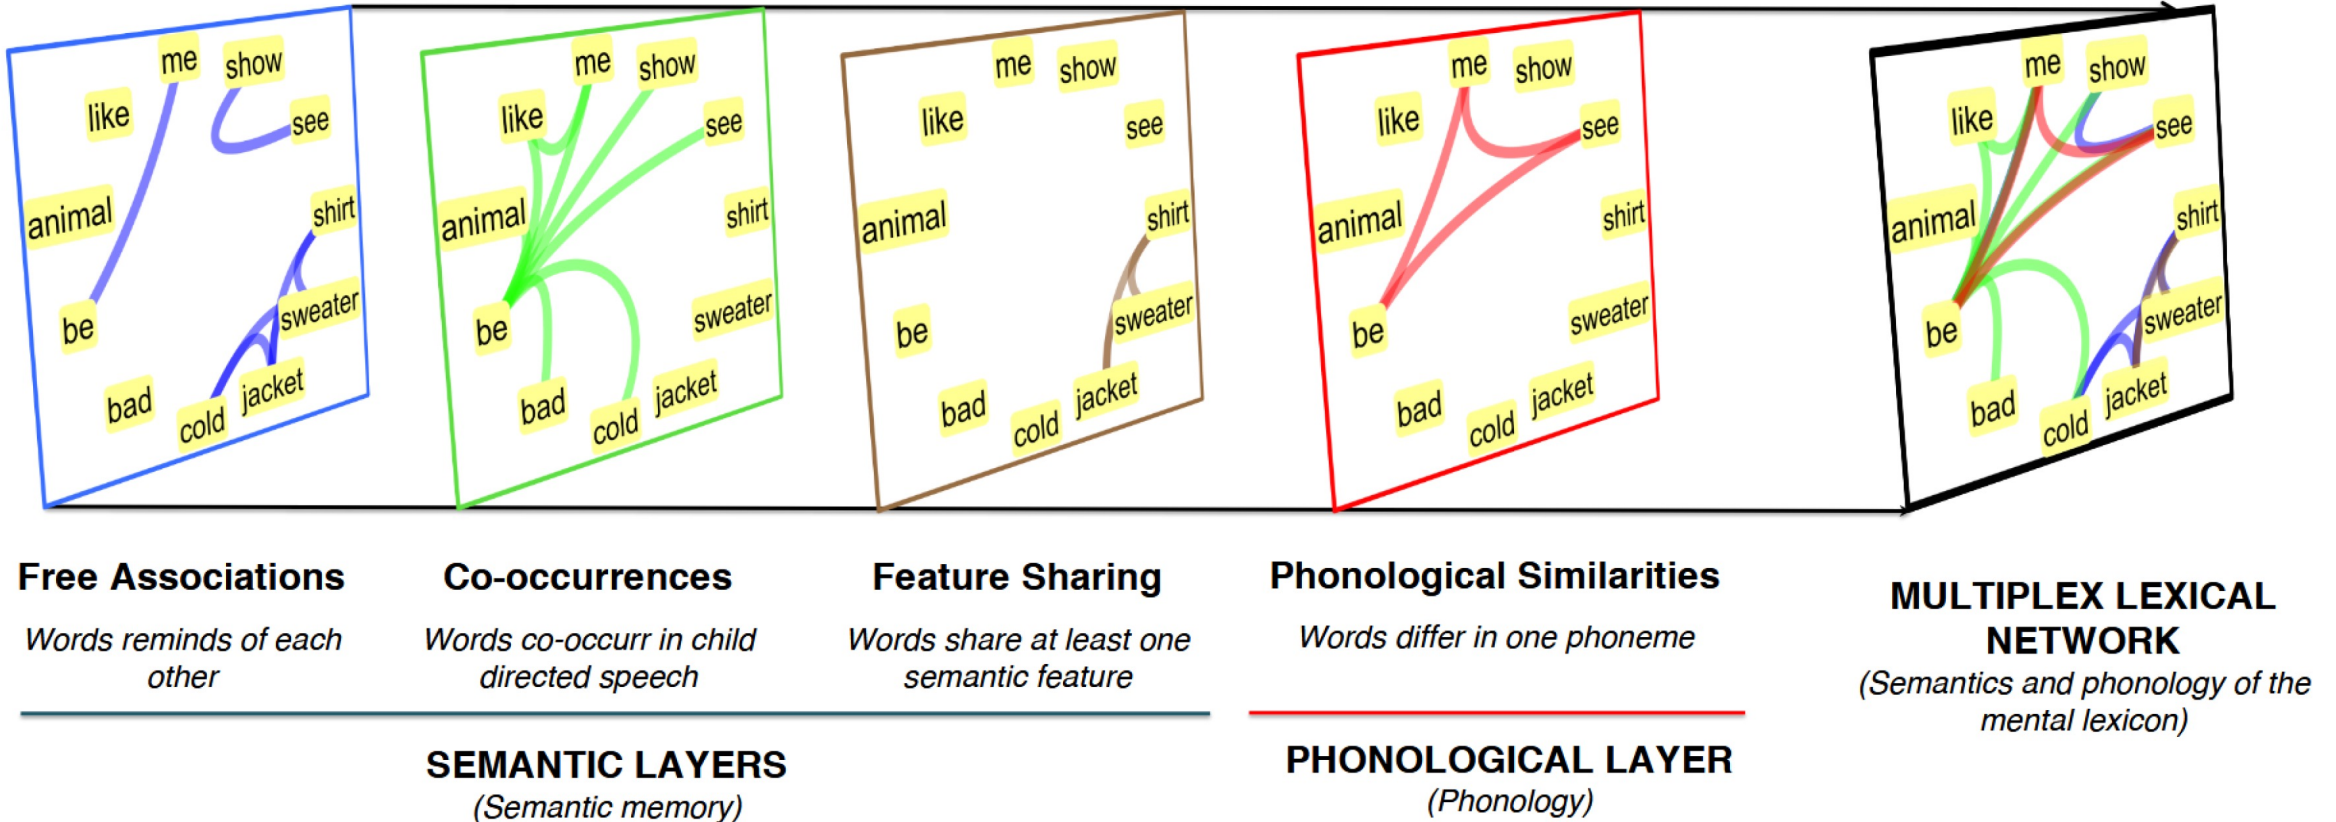 me
show
like
see
animal
shirt
be
sweater
bad
cold
jacket
me
show
like
see
animal
shirt
be
sweater
bad
cold
jacket
me
show
like
see
animal
shirt
be
sweater
bad
cold
jacket
me
show
like
see
animal
shirt
be
sweater
bad
cold
jacket
me
show
like
see
animal
shirt
be
sweater
bad
cold
jacket
Free Associations
Words reminds of each
other
Co-occurrences
Words co-occurr in child
directed speech
Feature Sharing
Words share at least one
semantic feature
Phonological Similarities
Words differ in one phoneme
MULTIPLEX LEXICAL
NETWORK
(Semantics and phonology of the
mental lexicon)
SEMANTIC LAYERS
(Semantic memory)
PHONOLOGICAL LAYER
(Phonology)